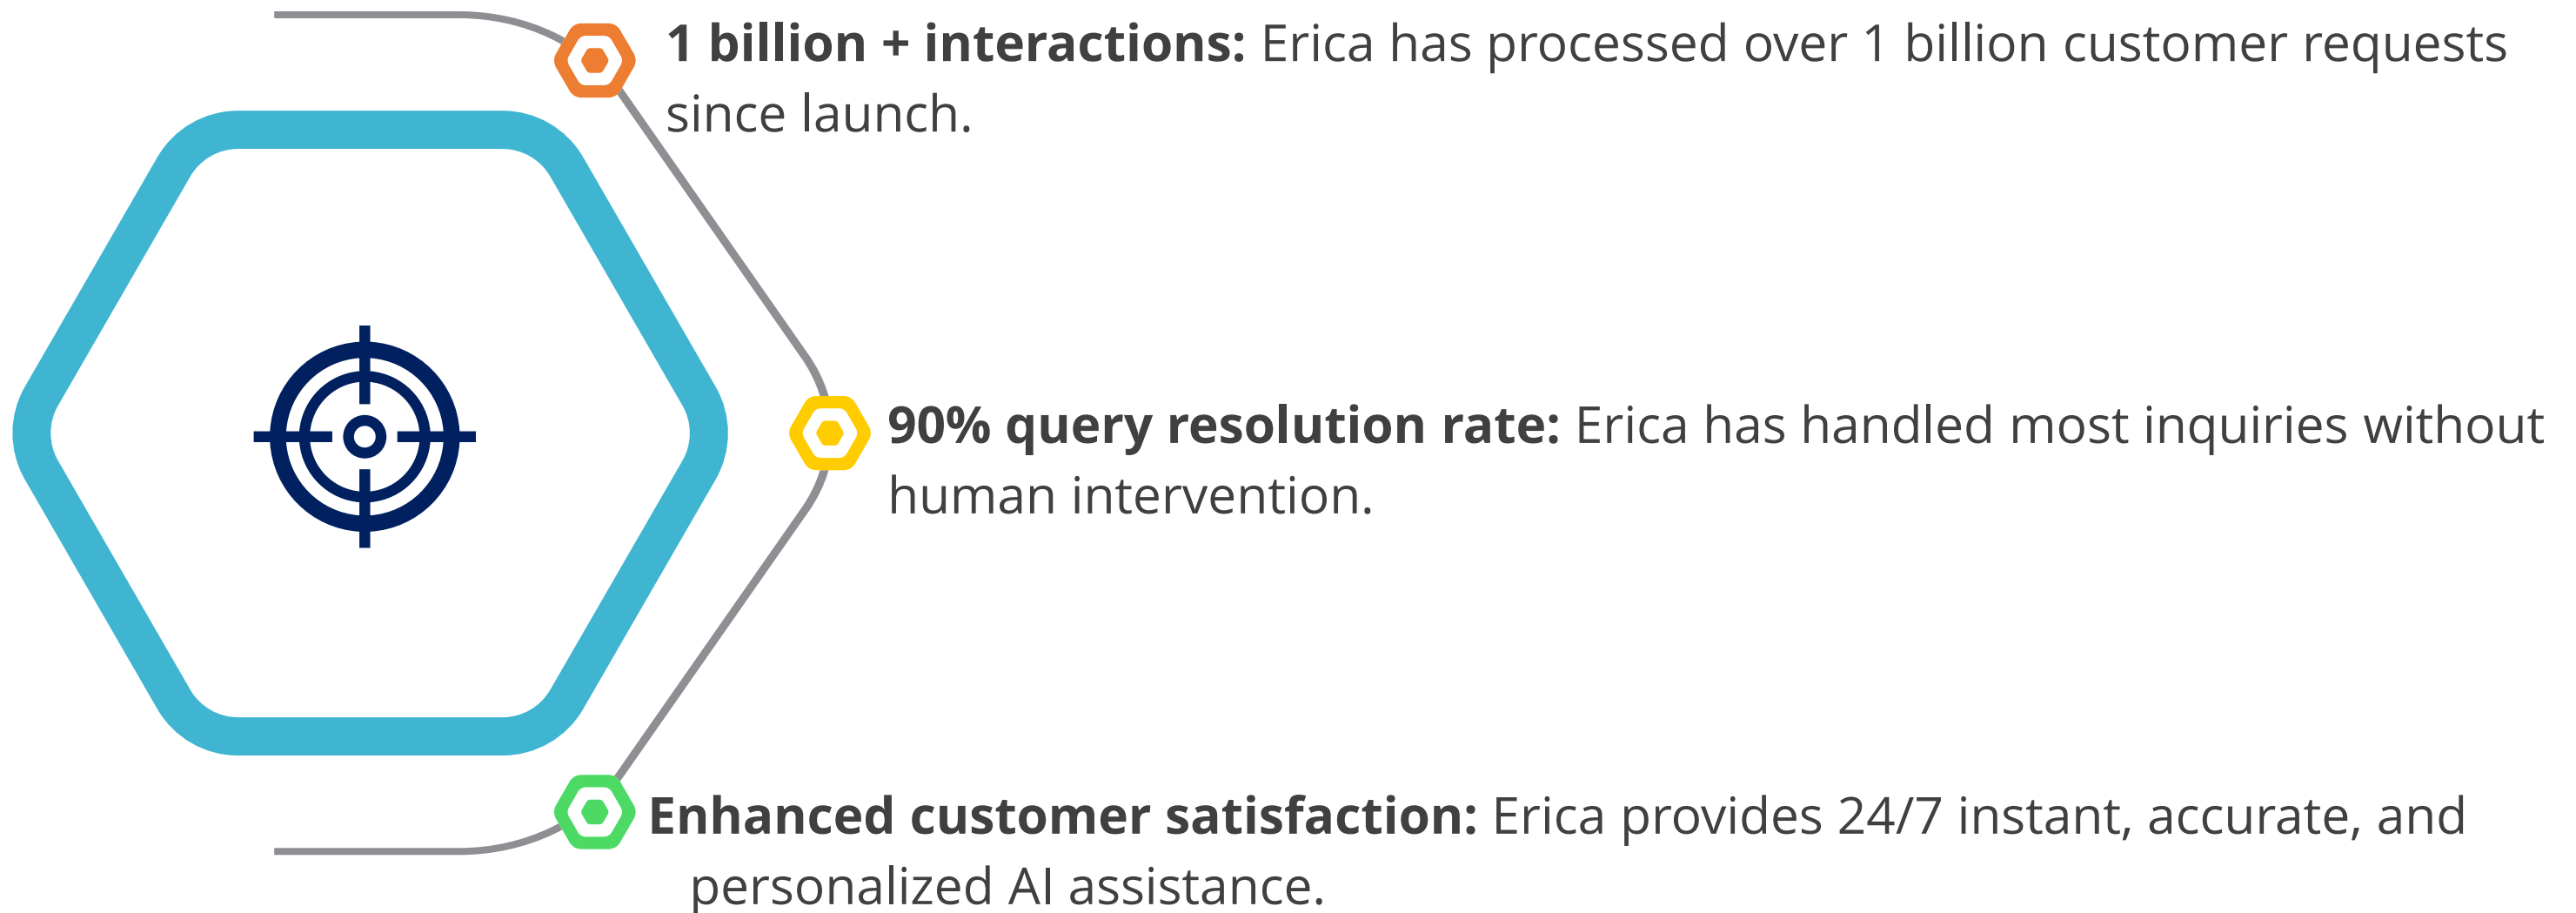 1 billion + interactions: Erica has processed over 1 billion customer requests
since launch.
90% query resolution rate: Erica has handled most inquiries without
human intervention.
Enhanced customer satisfaction: Erica provides 24/7 instant, accurate, and
personalized AI assistance.